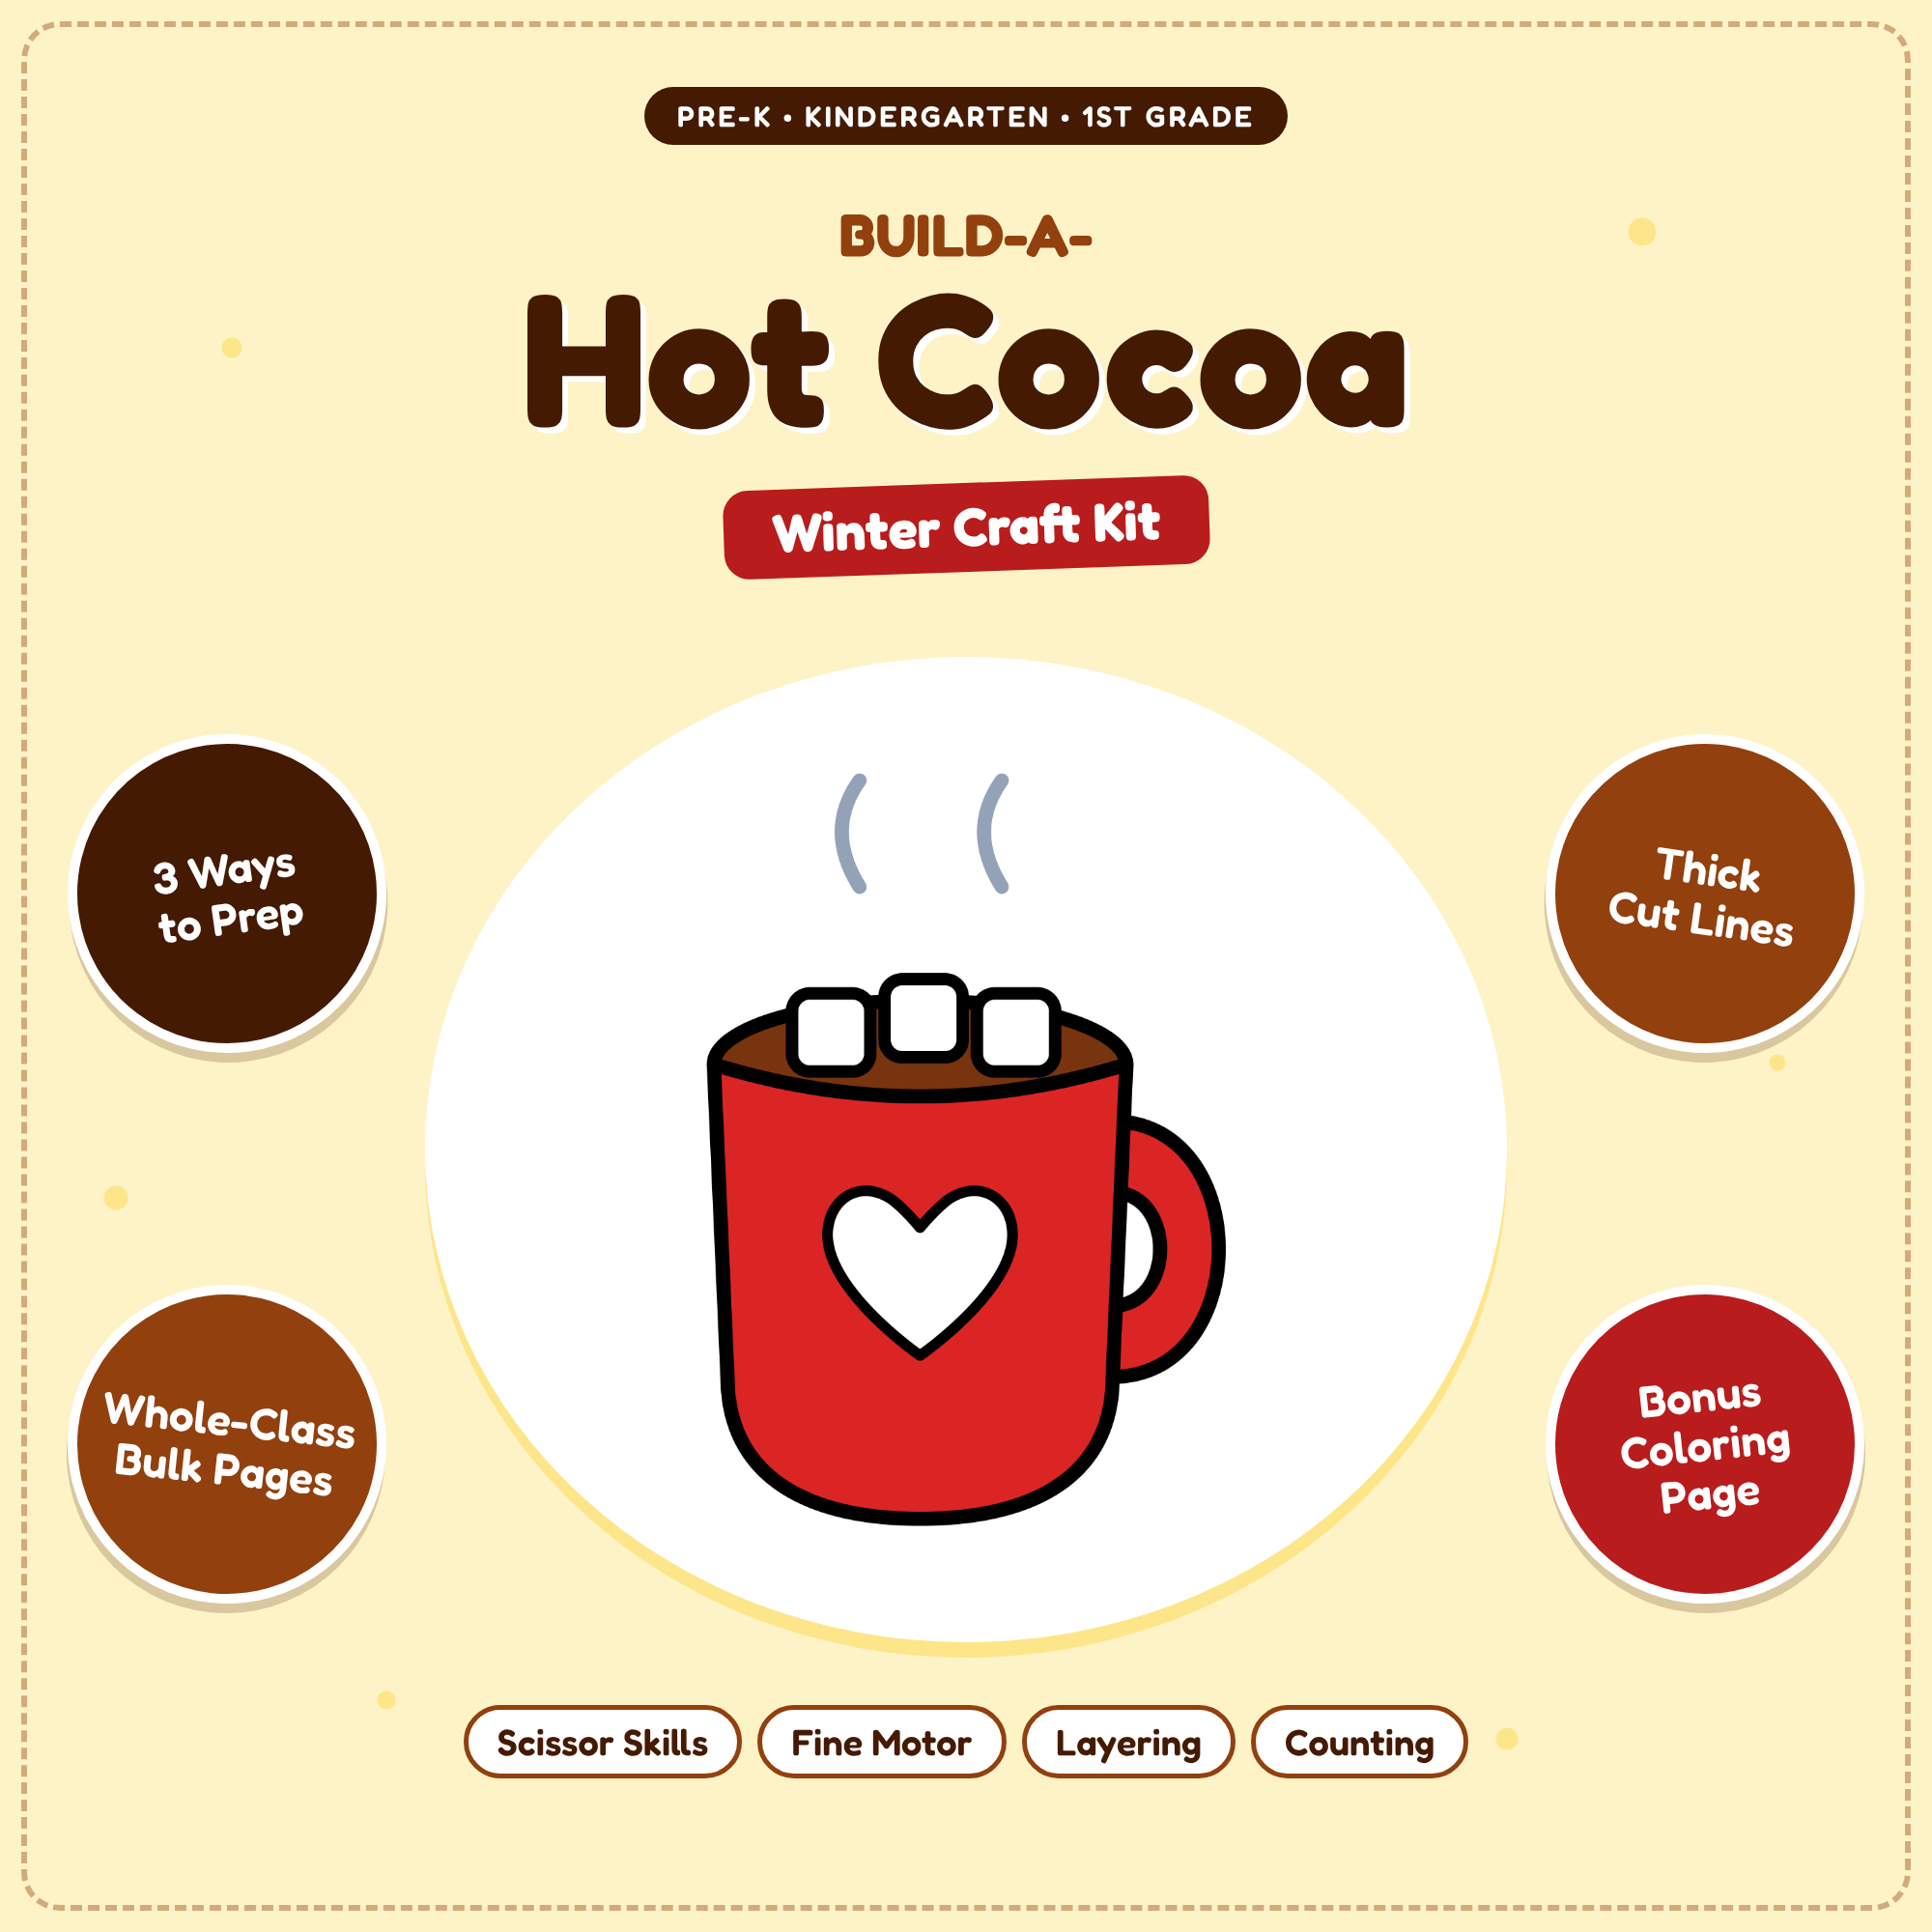 PRE-K • KINDERGARTEN • 1ST GRADE
BUILD-A-
Hot Cocoa
Winter Craft Kit
3 Ways
to Prep
Thick
Cut Lines
Whole-Class
Bulk Pages
Bonus
Coloring
Page
Scissor Skills
Fine Motor
Layering
Counting